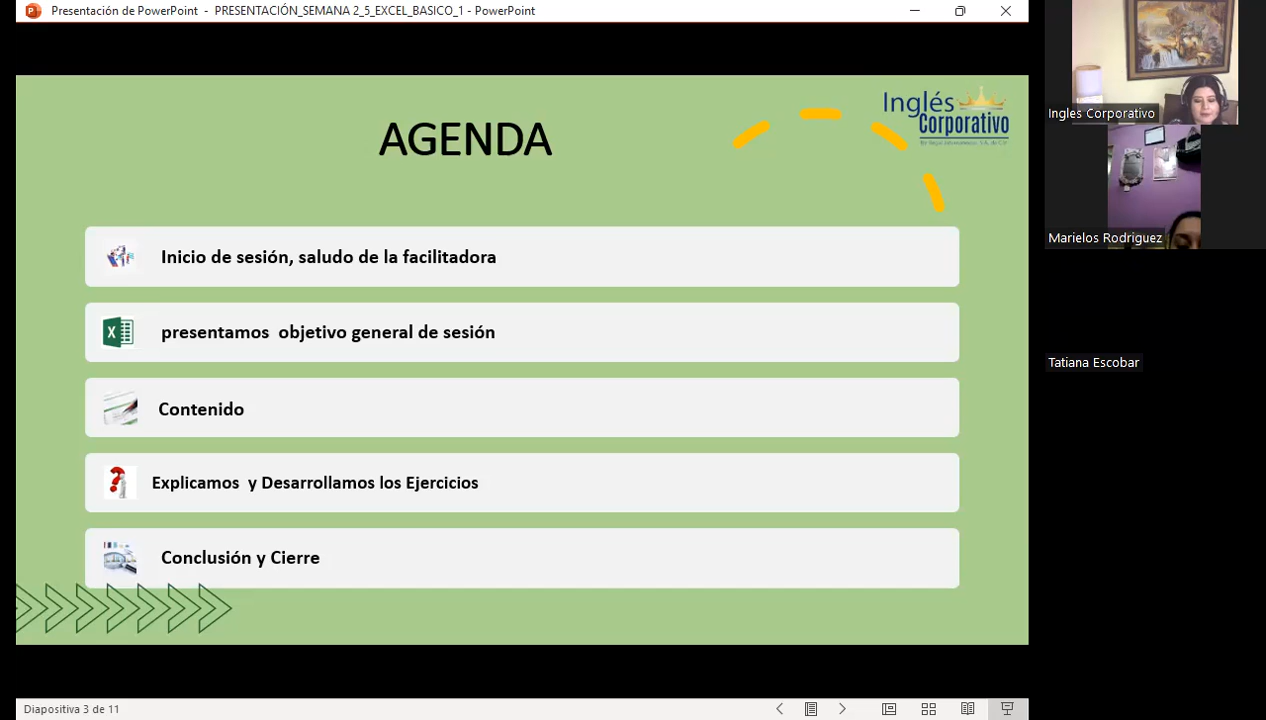 Presentación de PowerPoint - PRESENTACIÓN_SEMANA 2_5_EXCEL_BASICO_1 - PowerPoint
Inglés
Corporativo
AGENDA
Inicio de sesión, saludo de la facilitadora
presentamos objetivo general de sesión
Contenido
Explicamos y Desarrollamos los Ejercicios
Conclusión y Cierre
Ingles Corporativo
Marielos Rodriguez
Tatiana Escobar
Diapositiva 3 de 11